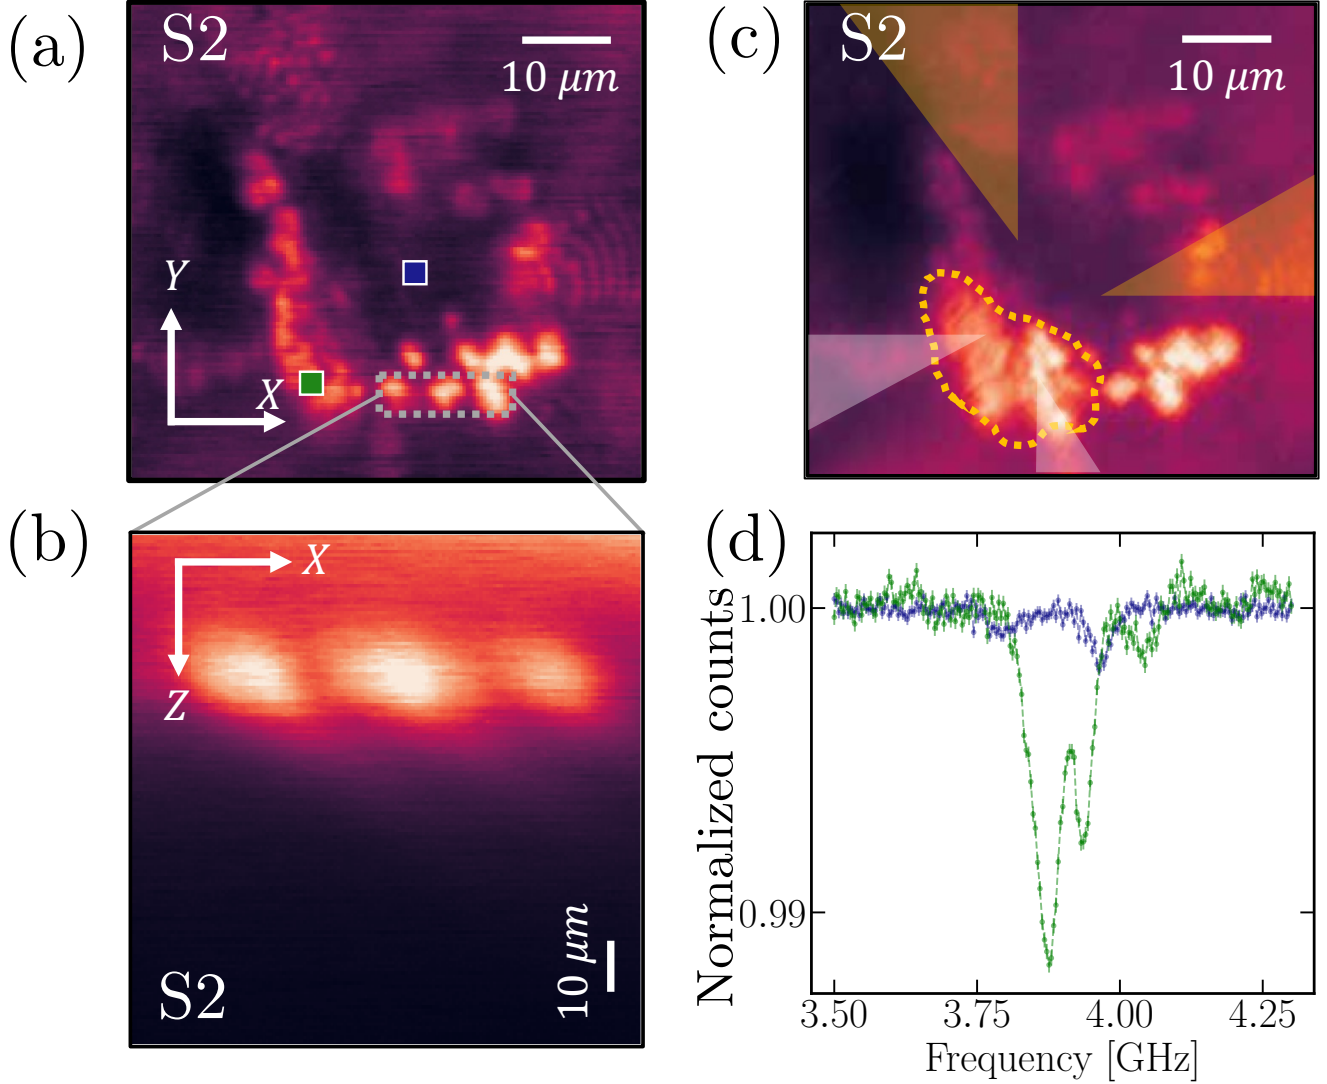 (a)
S2
10 μm
Y
X
(b)
X
Z
10 μm
S2
(c)
S2
10 μm
(d)
1.00
0.99
Normalized counts
3.50 3.75 4.00 4.25
Frequency [GHz]